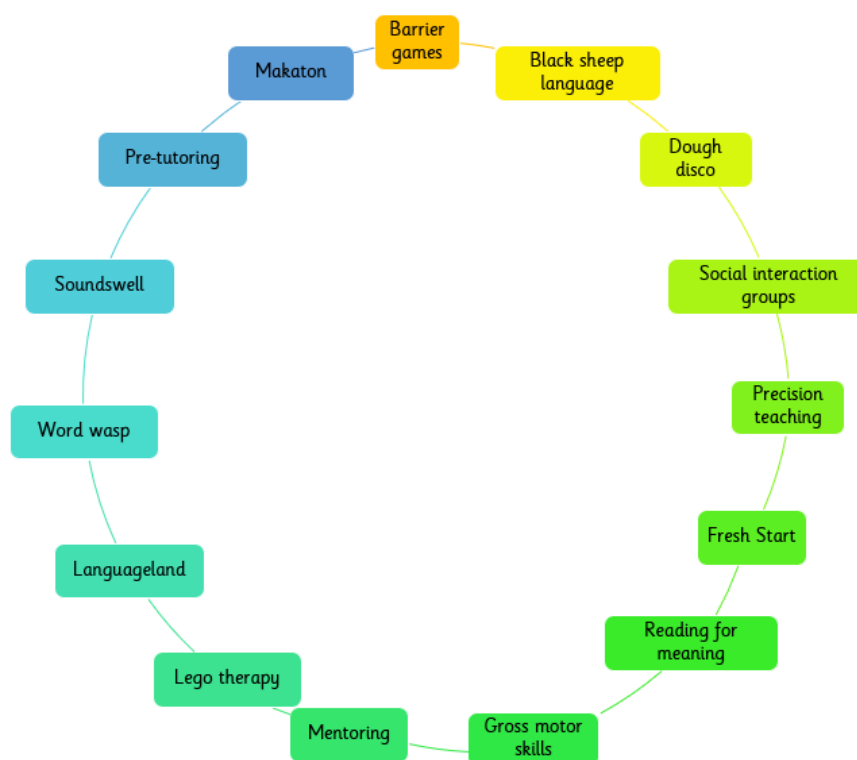 Barrier
games
Black sheep
language
Dough
disco
Social interaction
groups
Precision
teaching
Fresh Start
Reading for
meaning
Gross motor
skills
Mentoring
Lego therapy
Languageland
Word wasp
Soundswell
Pre-tutoring
Makaton